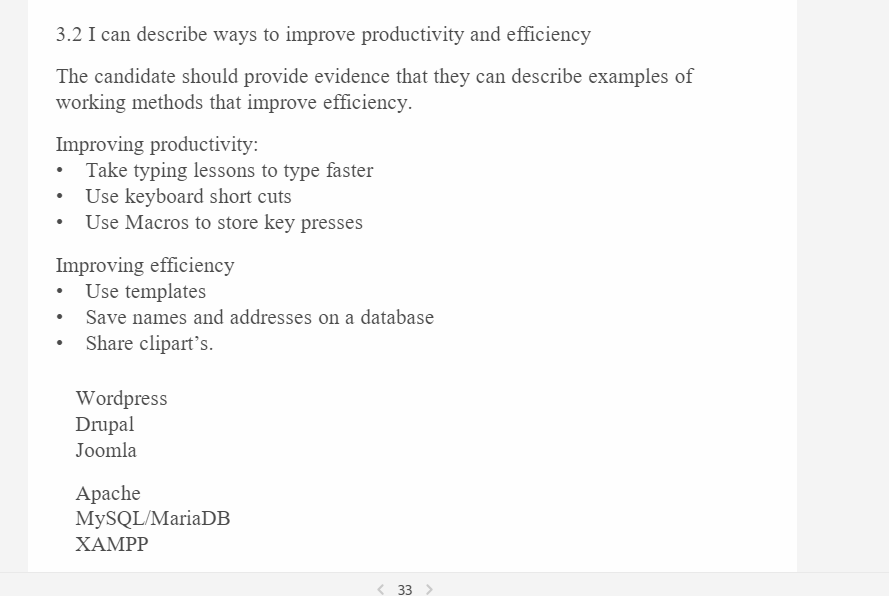 3.2 I can describe ways to improve productivity and efficiency
The candidate should provide evidence that they can describe examples of
working methods that improve efficiency.
Improving productivity:
• Take typing lessons to type faster
• Use keyboard short cuts
• Use Macros to store key presses
Improving efficiency
• Use templates
• Save names and addresses on a database
• Share clipart’s.
Wordpress
Drupal
Joomla
Apache
MySQL/MariaDB
XAMPP
33